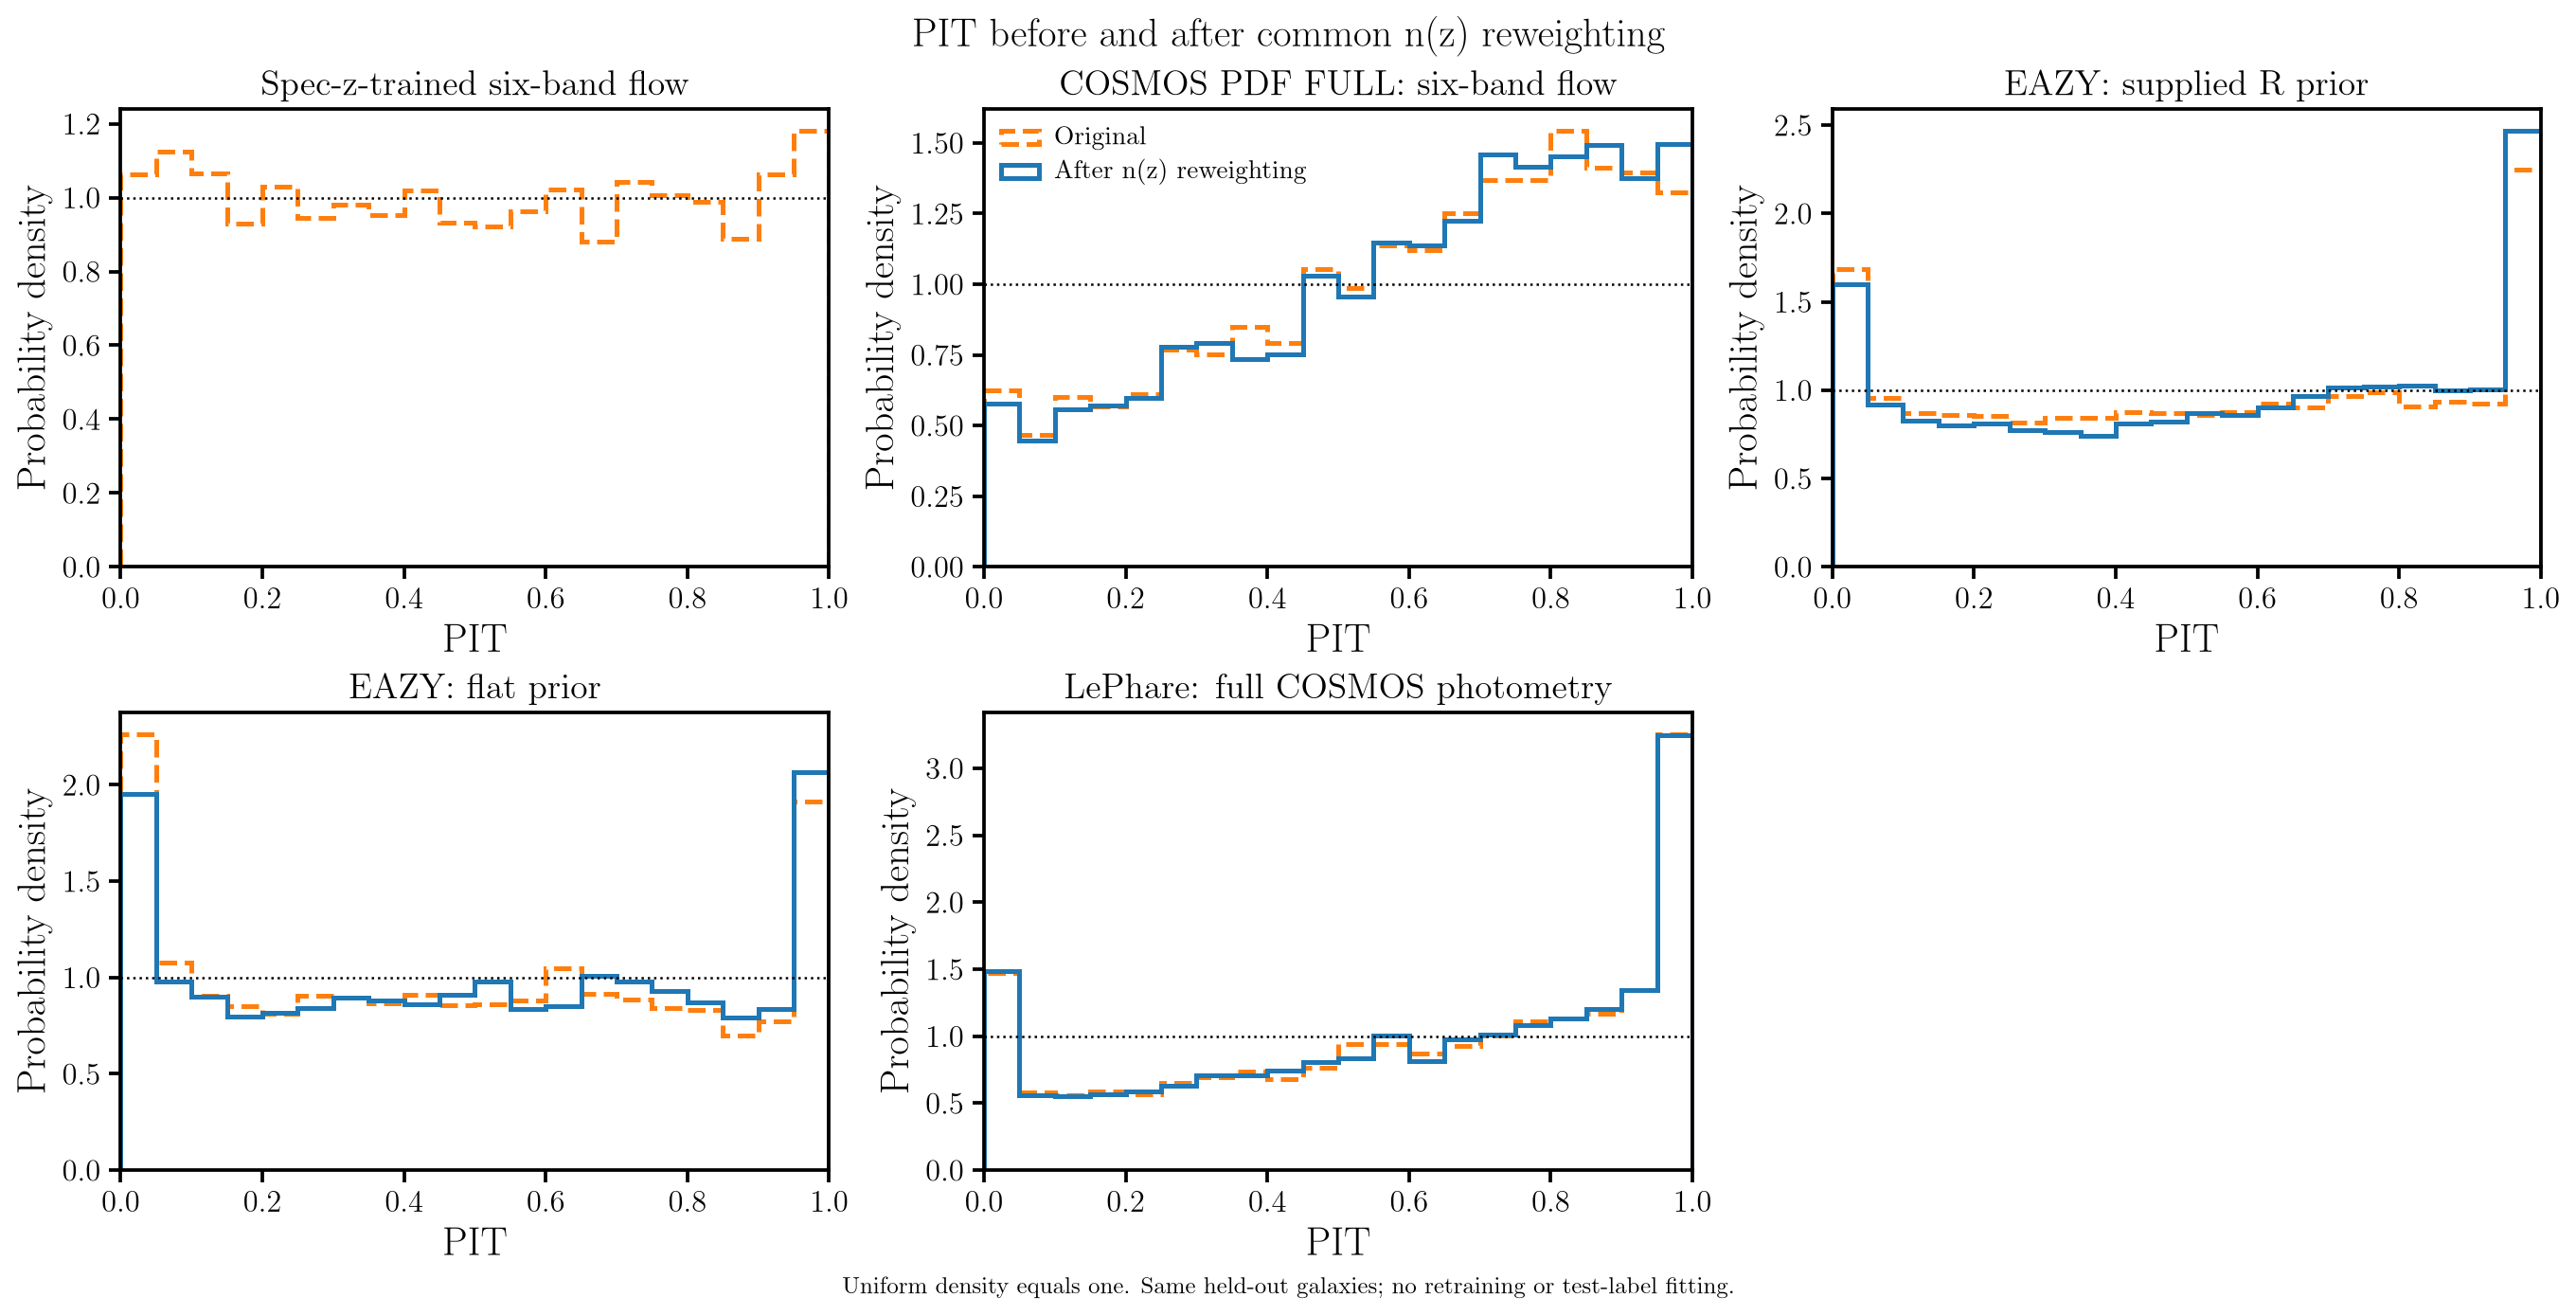 PIT before and after common n(z) reweighting
Spec-z-trained six-band flow
Probability density
1.2
1.0
0.8
0.6
0.4
0.2
0.0
0.0 0.2 0.4 0.6 0.8 1.0
PIT
COSMOS PDF FULL: six-band flow
Original
After n(z) reweighting
Probability density
1.50
1.25
1.00
0.75
0.50
0.25
0.00
0.0 0.2 0.4 0.6 0.8 1.0
PIT
EAZY: supplied R prior
Probability density
2.5
2.0
1.5
1.0
0.5
0.0
0.0 0.2 0.4 0.6 0.8 1.0
PIT
EAZY: flat prior
Probability density
2.0
1.5
1.0
0.5
0.0
0.0 0.2 0.4 0.6 0.8 1.0
PIT
LePhare: full COSMOS photometry
Probability density
3.0
2.5
2.0
1.5
1.0
0.5
0.0
0.0 0.2 0.4 0.6 0.8 1.0
PIT
Uniform density equals one. Same held-out galaxies; no retraining or test-label fitting.